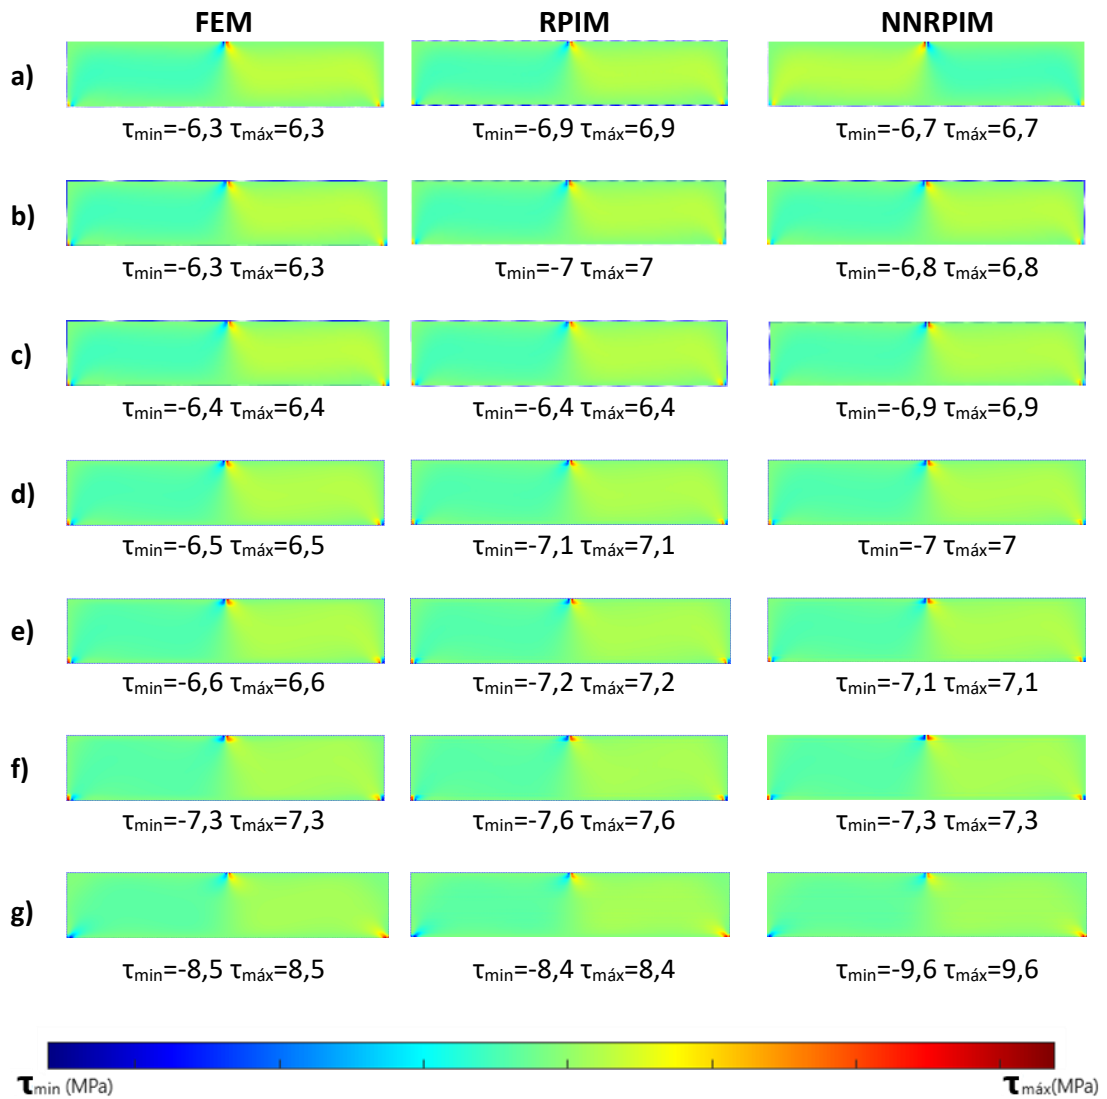 FEM RPIM NNRPIM
a)
τmin=-6,3 τmáx=6,3 τmin=-6,9 τmáx=6,9 τmin=-6,7 τmáx=6,7
b)
τmin=-6,3 τmáx=6,3 τmin=-7 τmáx=7 τmin=-6,8 τmáx=6,8
c)
τmin=-6,4 τmáx=6,4 τmin=-6,4 τmáx=6,4 τmin=-6,9 τmáx=6,9
d)
τmin=-6,5 τmáx=6,5 τmin=-7,1 τmáx=7,1 τmin=-7 τmáx=7
e)
τmin=-6,6 τmáx=6,6 τmin=-7,2 τmáx=7,2 τmin=-7,1 τmáx=7,1
f)
τmin=-7,3 τmáx=7,3 τmin=-7,6 τmáx=7,6 τmin=-7,3 τmáx=7,3
g)
τmin=-8,5 τmáx=8,5 τmin=-8,4 τmáx=8,4 τmin=-9,6 τmáx=9,6
τmin (MPa) τmáx(MPa)